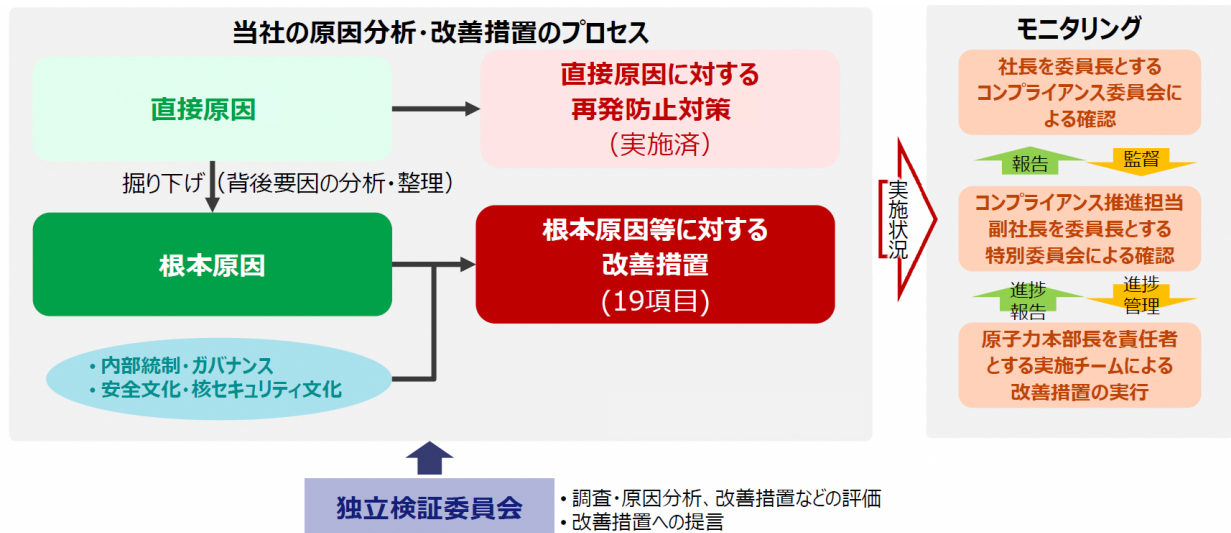 当社の原因分析・改善措置のプロセス
直接原因
直接原因に対する
再発防止対策
(実施済)
掘り下げ (背後要因の分析・整理)
根本原因
根本原因等に対する
改善措置
(19項目)
・内部統制・ガバナンス
・安全文化・核セキュリティ文化
独立検証委員会
・調査・原因分析、改善措置などの評価
・改善措置への提言
実施状況
モニタリング
社長を委員長とする
コンプライアンス委員会に
よる確認
報告
監督
コンプライアンス推進担当
副社長を委員長とする
特別委員会による確認
進捗
報告
進捗
管理
原子力本部長を責任者
とする実施チームによる
改善措置の実行